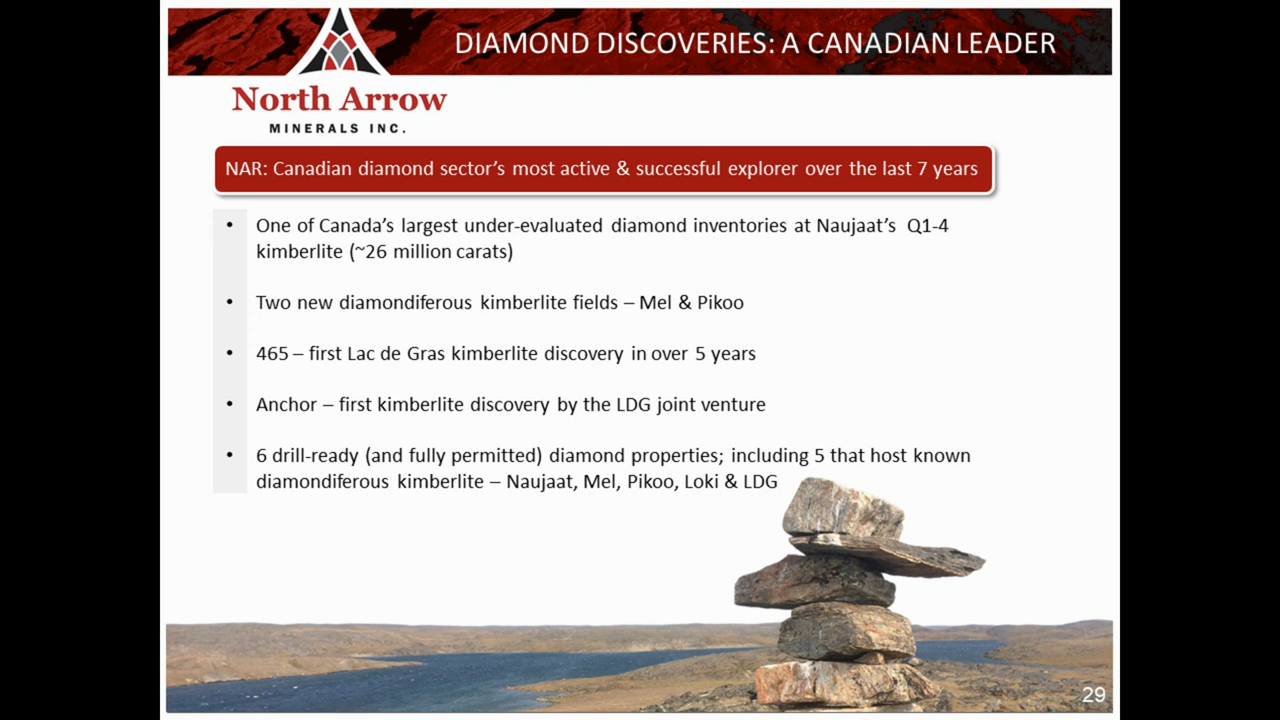 DIAMOND DISCOVERIES: A CANADIAN LEADER
North Arrow
MINERALS INC.
NAR: Canadian diamond sector's most active & successful explorer over the last 7 years
• One of Canada's largest under-evaluated diamond inventories at Naujaat's Q1-4
kimberlite (~26 million carats)
• Two new diamondiferous kimberlite fields – Mel & Pikoo
• 465 – first Lac de Gras kimberlite discovery in over 5 years
• Anchor – first kimberlite discovery by the LDG joint venture
• 6 drill-ready (and fully permitted) diamond properties; including 5 that host known
diamondiferous kimberlite – Naujaat, Mel, Pikoo, Loki & LDG
29